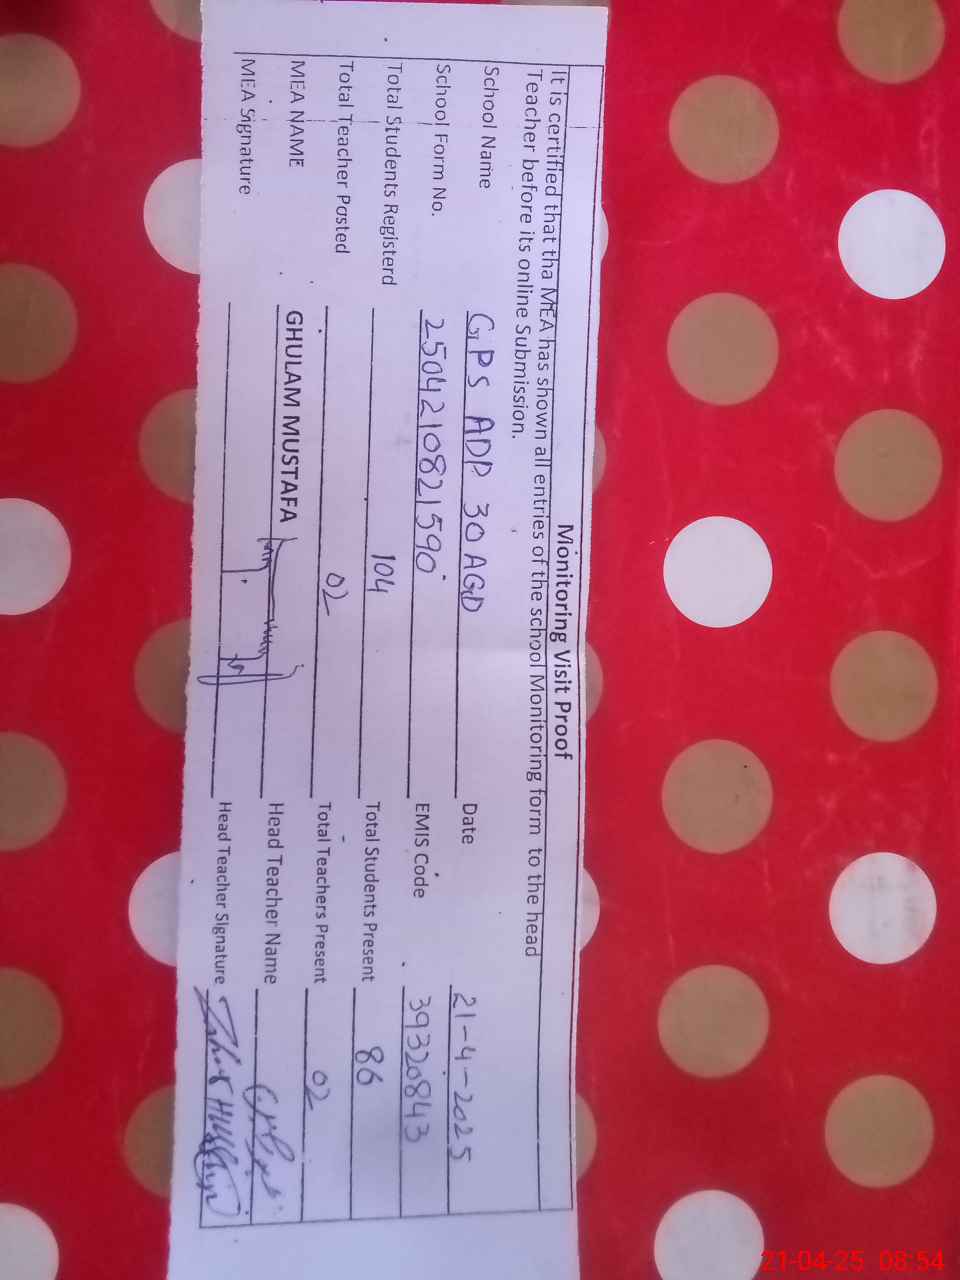 Monitoring Visit Proof
It is certified that tha MEA has shown all entries of the school Monitoring form to the head
Teacher before its online Submission.
School Name GPS ADP 30 AGD Date 21-4-2025
School Form No. 2504210821590 EMIS Code 39320843
Total Students Registerd 104 Total Students Present 86
Total Teacher Posted 02 Total Teachers Present 02
MEA NAME GHULAM MUSTAFA Head Teacher Name
MEA Signature Head Teacher Signature
21-04-25 08:54